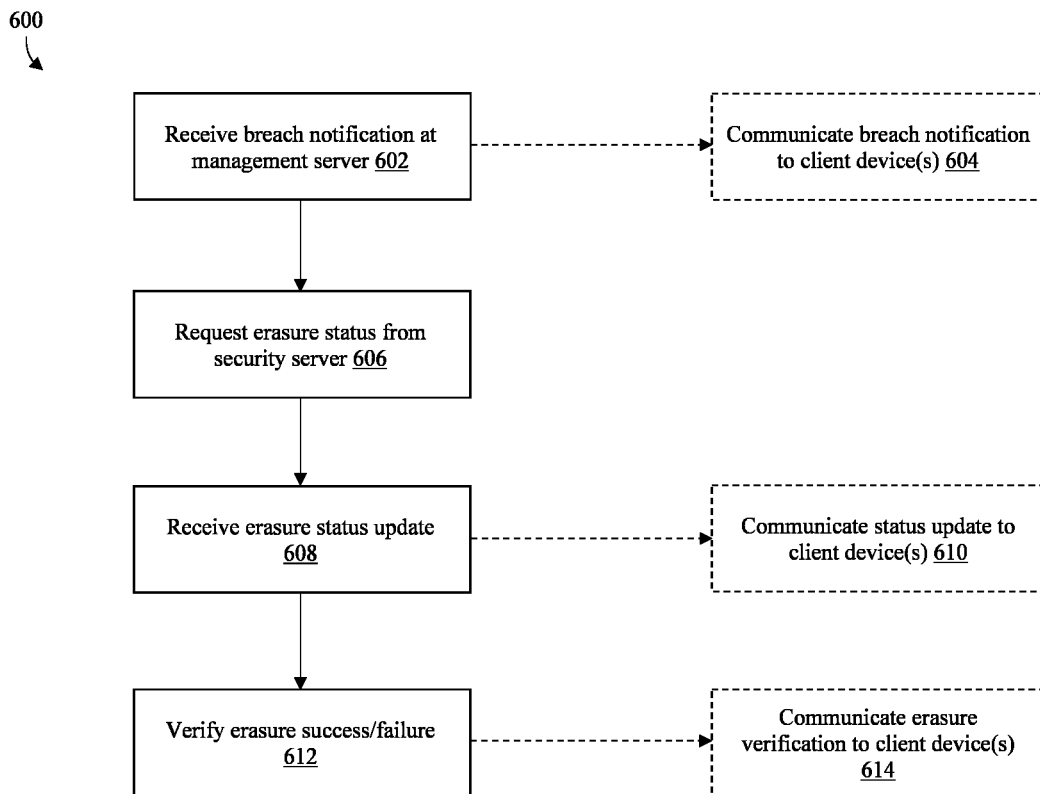 600
Receive breach notification at
management server 602
Communicate breach notification
to client device(s) 604
Request erasure status from
security server 606
Receive erasure status update
608
Communicate status update to
client device(s) 610
Verify erasure success/failure
612
Communicate erasure
verification to client device(s)
614